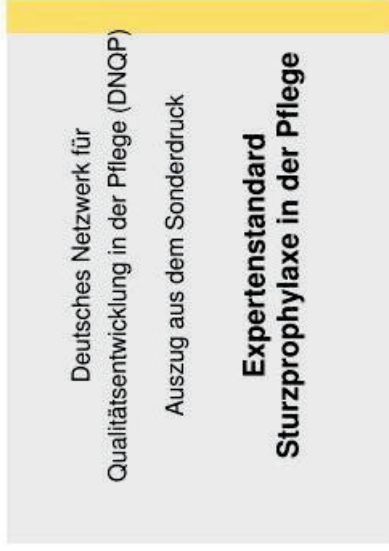 Deutsches Netzwerk für
Qualitätsentwicklung in der Pflege (DNQP)
Auszug aus dem Sonderdruck
Expertenstandard
Sturzprophylaxe in der Pflege